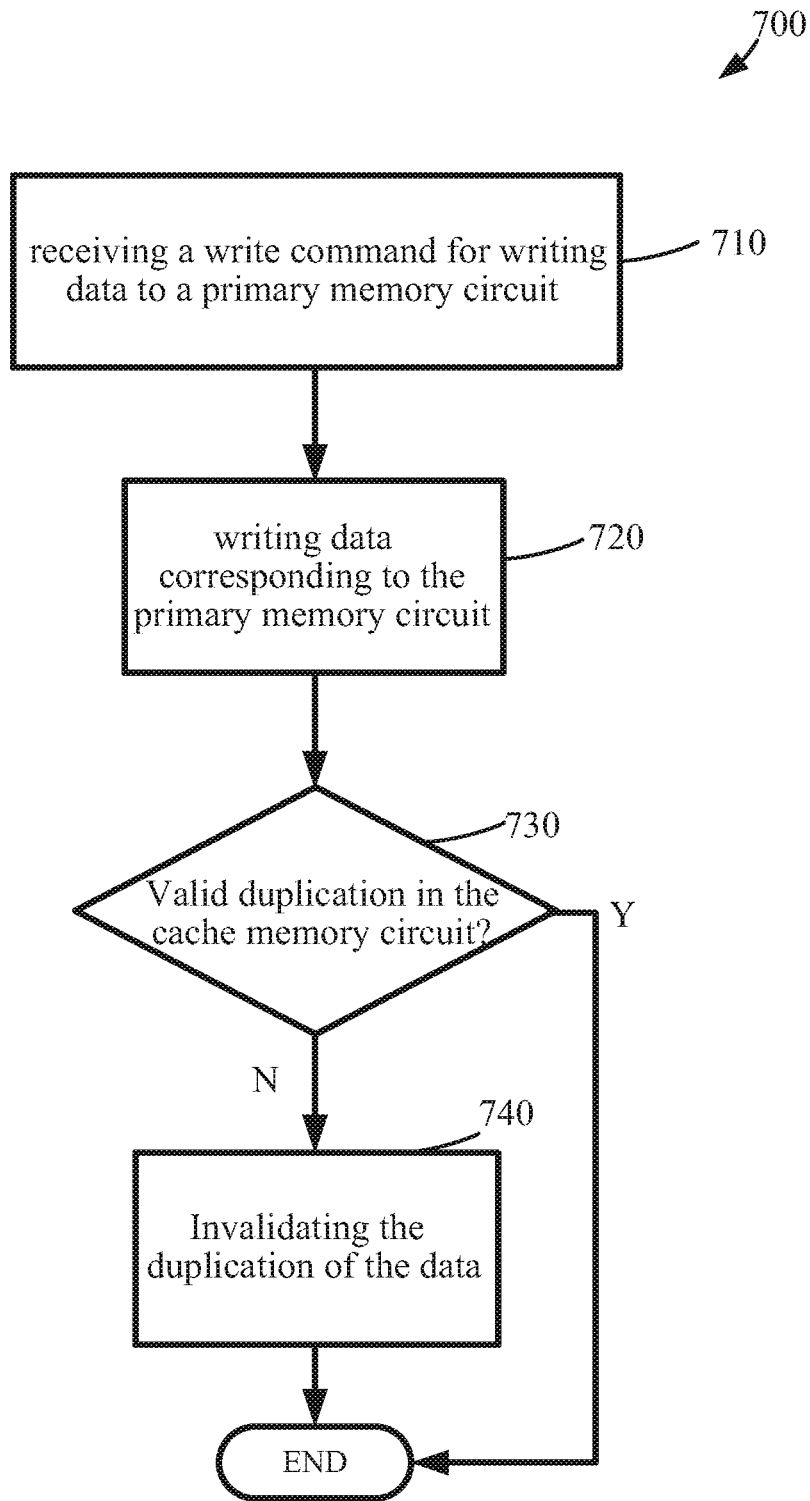 700
receiving a write command for writing
data to a primary memory circuit
710
writing data
corresponding to the
primary memory circuit
720
730
Valid duplication in the
cache memory circuit?
Y
N
740
Invalidating the
duplication of the data
END